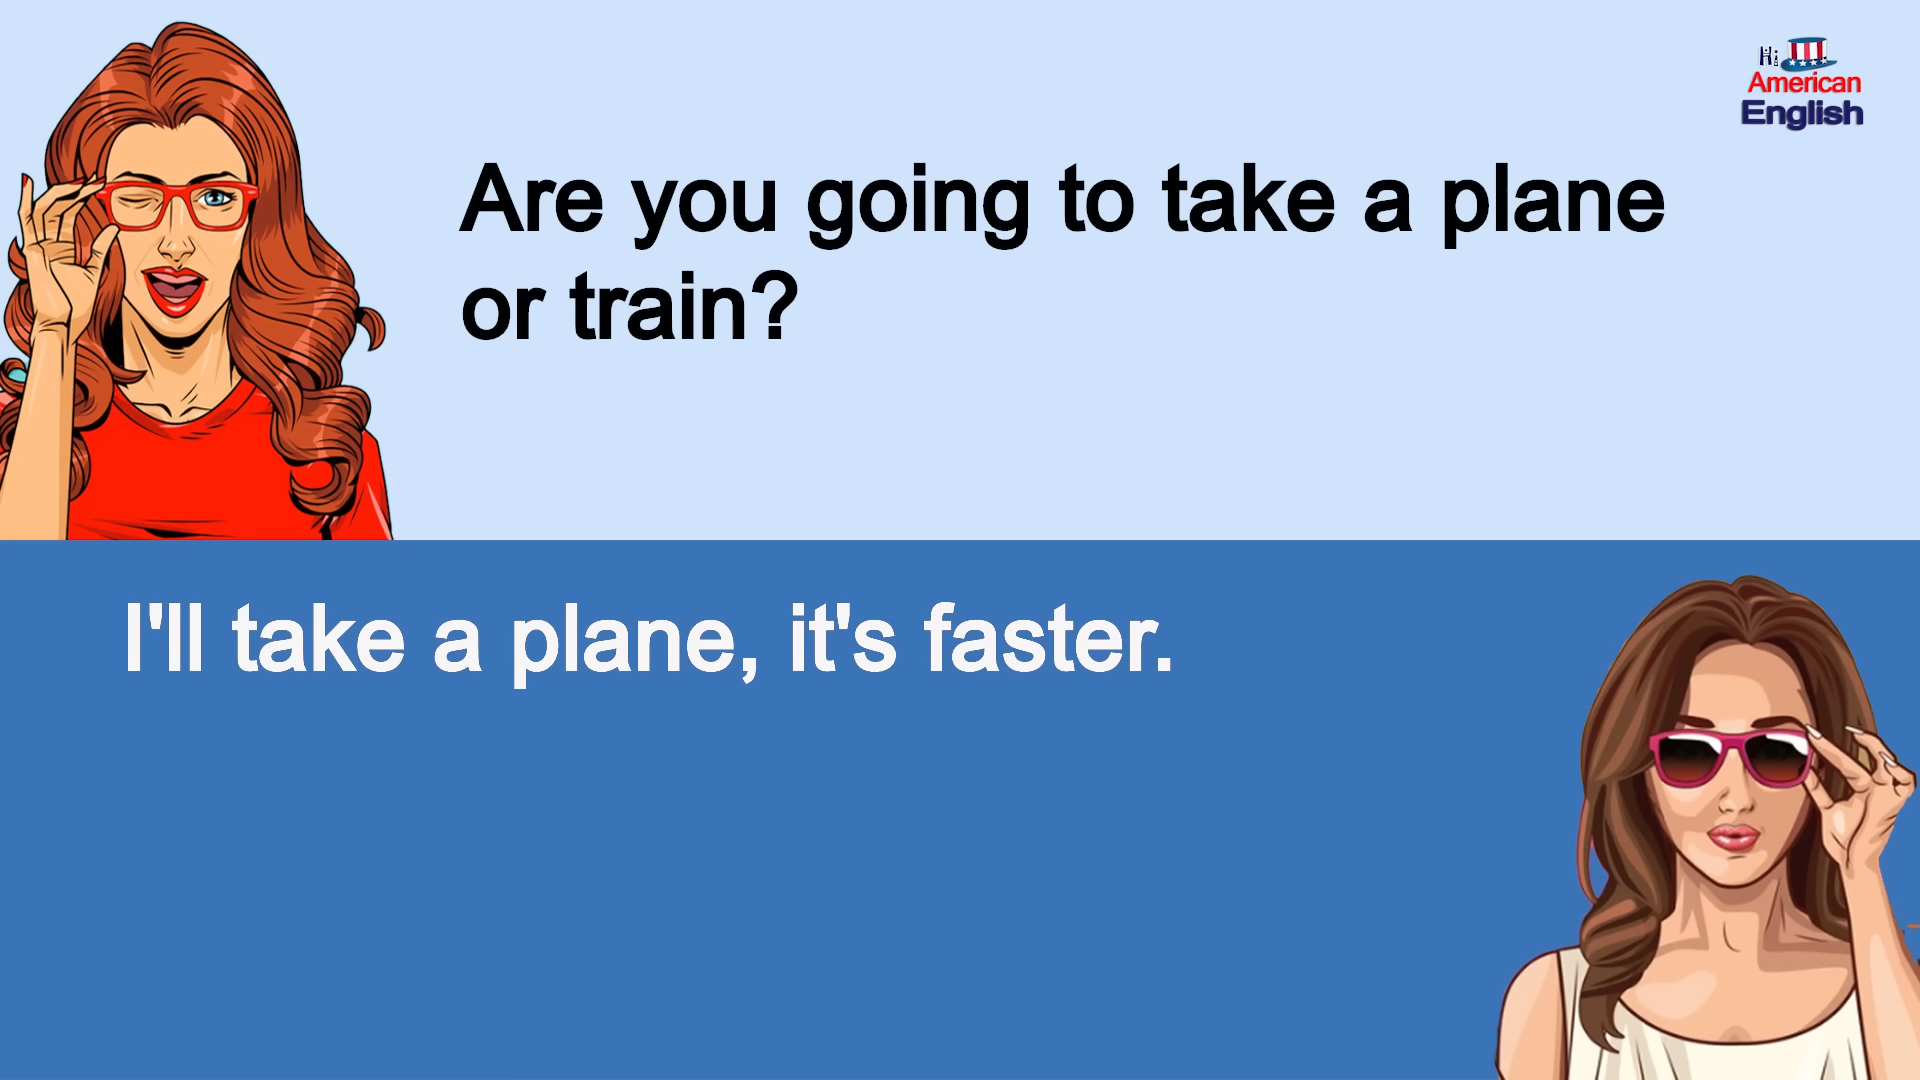 Hi
American
English
Are you going to take a plane
or train?
I'll take a plane, it's faster.